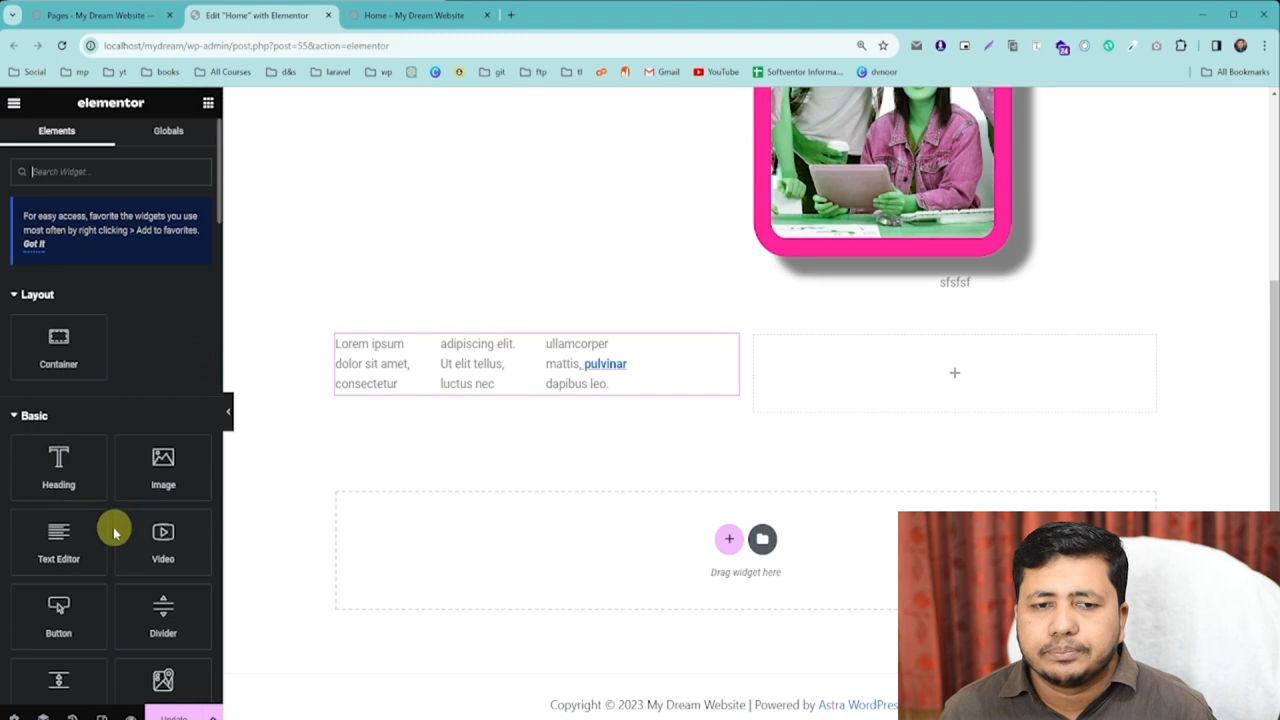 Pages ‹ My Dream Website —
Edit "Home" with Elementor
Home – My Dream Website
localhost/mydream/wp-admin/post.php?post=55&action=elementor
24
Social
mp
yt
books
All Courses
d&s
laravel
wp
git
ftp
tl
Gmail
YouTube
Softventor Informa...
dvnoor
All Bookmarks
elementor
Elements
Globals
Search Widget...
For easy access, favorite the widgets you
use most often by right clicking > Add to favorites.
Got It
Layout
Container
Basic
Heading
Image
Text Editor
Video
Button
Divider
Update
sfsfsf
Lorem ipsum
dolor sit amet,
consectetur
adipiscing elit.
Ut elit tellus,
luctus nec
ullamcorper
mattis, pulvinar
dapibus leo.
Drag widget here
Copyright © 2023 My Dream Website | Powered by Astra WordPres